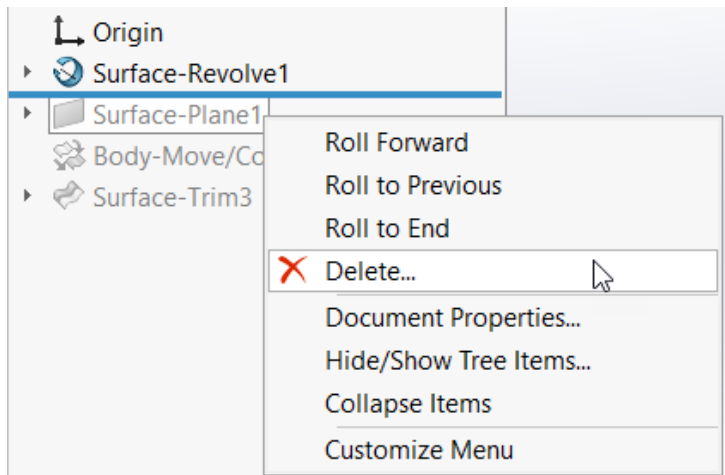 Origin
Surface-Revolve1
Surface-Plane1
Body-Move/Co
Surface-Trim3
Roll Forward
Roll to Previous
Roll to End
Delete...
Document Properties...
Hide/Show Tree Items...
Collapse Items
Customize Menu